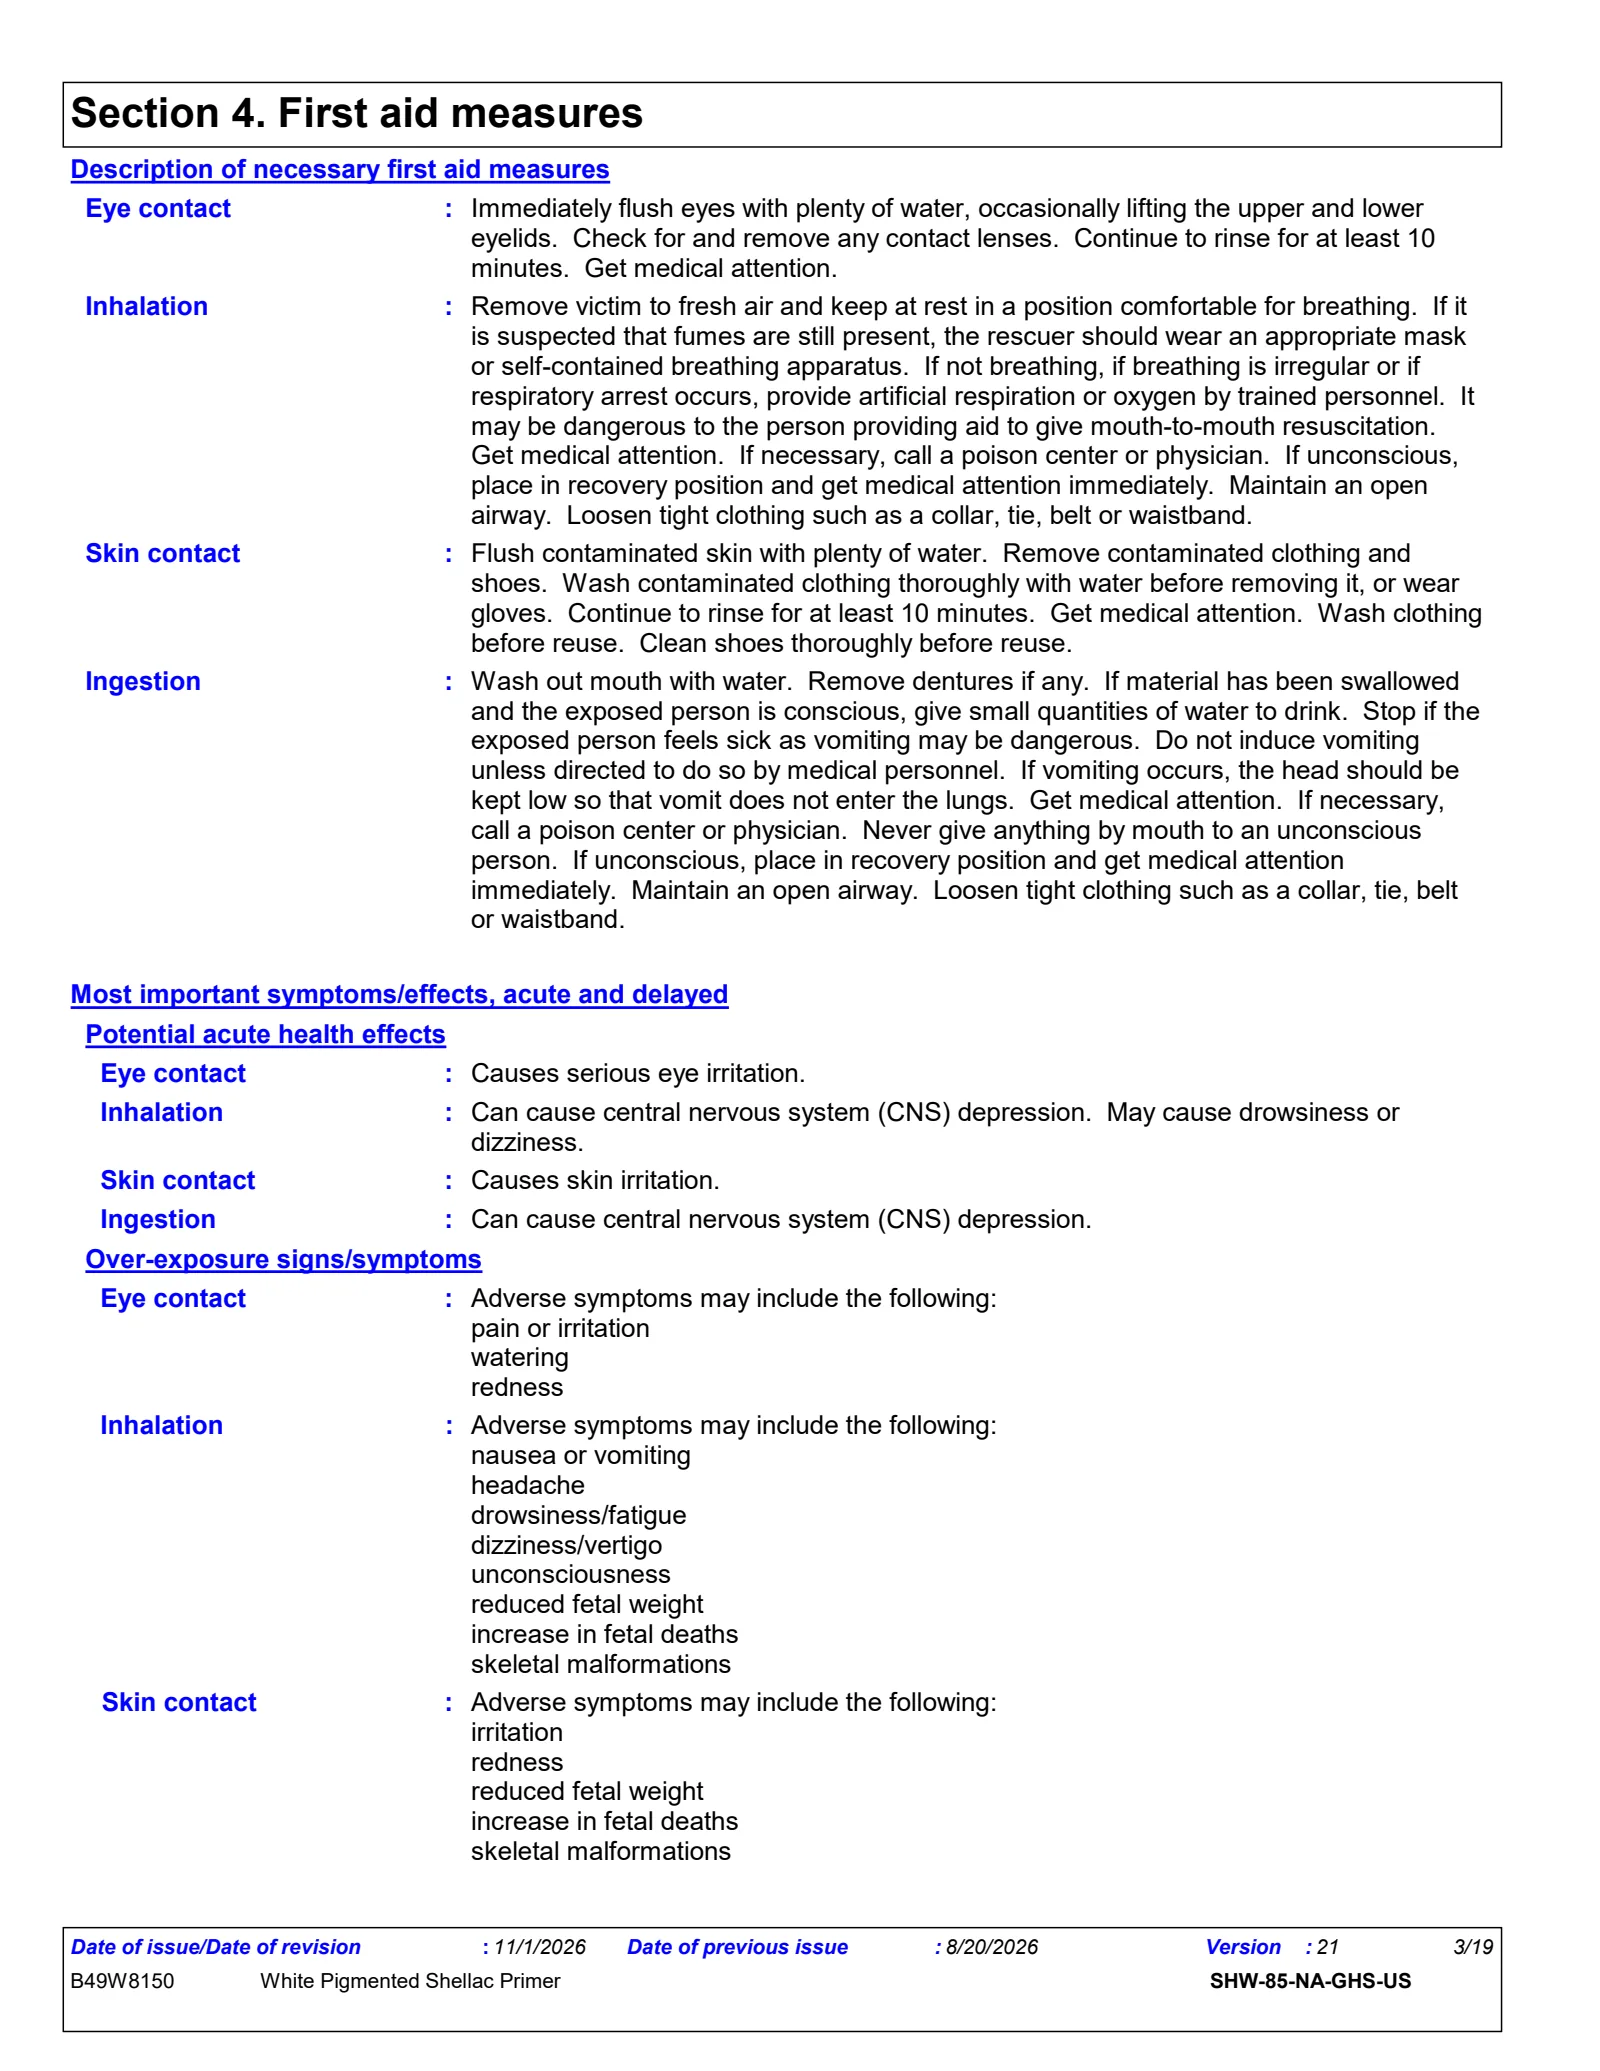 Section 4. First aid measures
Description of necessary first aid measures
Eye contact : Immediately flush eyes with plenty of water, occasionally lifting the upper and lower
eyelids.  Check for and remove any contact lenses.  Continue to rinse for at least 10
minutes.  Get medical attention.
Inhalation : Remove victim to fresh air and keep at rest in a position comfortable for breathing.  If it
is suspected that fumes are still present, the rescuer should wear an appropriate mask
or self-contained breathing apparatus.  If not breathing, if breathing is irregular or if
respiratory arrest occurs, provide artificial respiration or oxygen by trained personnel.  It
may be dangerous to the person providing aid to give mouth-to-mouth resuscitation.
Get medical attention.  If necessary, call a poison center or physician.  If unconscious,
place in recovery position and get medical attention immediately.  Maintain an open
airway.  Loosen tight clothing such as a collar, tie, belt or waistband.
Skin contact : Flush contaminated skin with plenty of water.  Remove contaminated clothing and
shoes.  Wash contaminated clothing thoroughly with water before removing it, or wear
gloves.  Continue to rinse for at least 10 minutes.  Get medical attention.  Wash clothing
before reuse.  Clean shoes thoroughly before reuse.
Ingestion : Wash out mouth with water.  Remove dentures if any.  If material has been swallowed
and the exposed person is conscious, give small quantities of water to drink.  Stop if the
exposed person feels sick as vomiting may be dangerous.  Do not induce vomiting
unless directed to do so by medical personnel.  If vomiting occurs, the head should be
kept low so that vomit does not enter the lungs.  Get medical attention.  If necessary,
call a poison center or physician.  Never give anything by mouth to an unconscious
person.  If unconscious, place in recovery position and get medical attention
immediately.  Maintain an open airway.  Loosen tight clothing such as a collar, tie, belt
or waistband.
Most important symptoms/effects, acute and delayed
Potential acute health effects
Eye contact : Causes serious eye irritation.
Inhalation : Can cause central nervous system (CNS) depression.  May cause drowsiness or
dizziness.
Skin contact : Causes skin irritation.
Ingestion : Can cause central nervous system (CNS) depression.
Over-exposure signs/symptoms
Eye contact : Adverse symptoms may include the following:
pain or irritation
watering
redness
Inhalation : Adverse symptoms may include the following:
nausea or vomiting
headache
drowsiness/fatigue
dizziness/vertigo
unconsciousness
reduced fetal weight
increase in fetal deaths
skeletal malformations
Skin contact : Adverse symptoms may include the following:
irritation
redness
reduced fetal weight
increase in fetal deaths
skeletal malformations
Date of issue/Date of revision : 11/1/2026 Date of previous issue : 8/20/2026 Version : 21 3/19
B49W8150 White Pigmented Shellac Primer SHW-85-NA-GHS-US